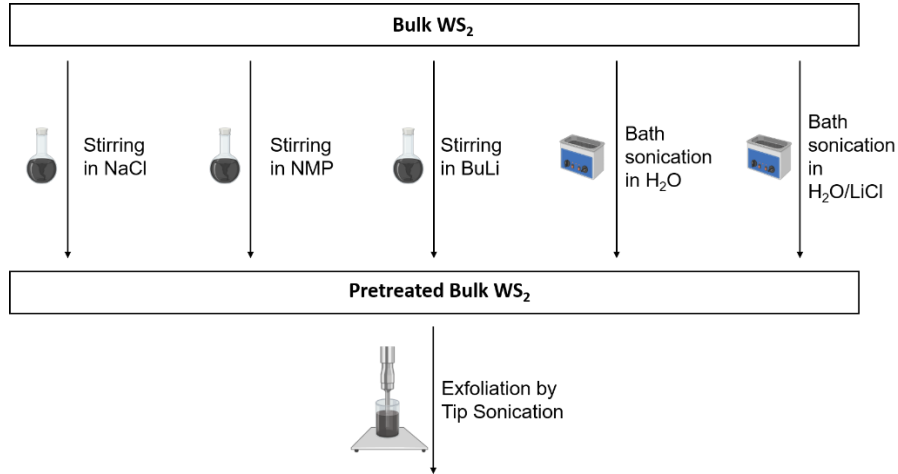 Bulk WS₂
Stirring
in NaCl
Stirring
in NMP
Stirring
in BuLi
Bath
sonication
in H₂O
Bath
sonication
in
H₂O/LiCl
Pretreated Bulk WS₂
Exfoliation by
Tip Sonication